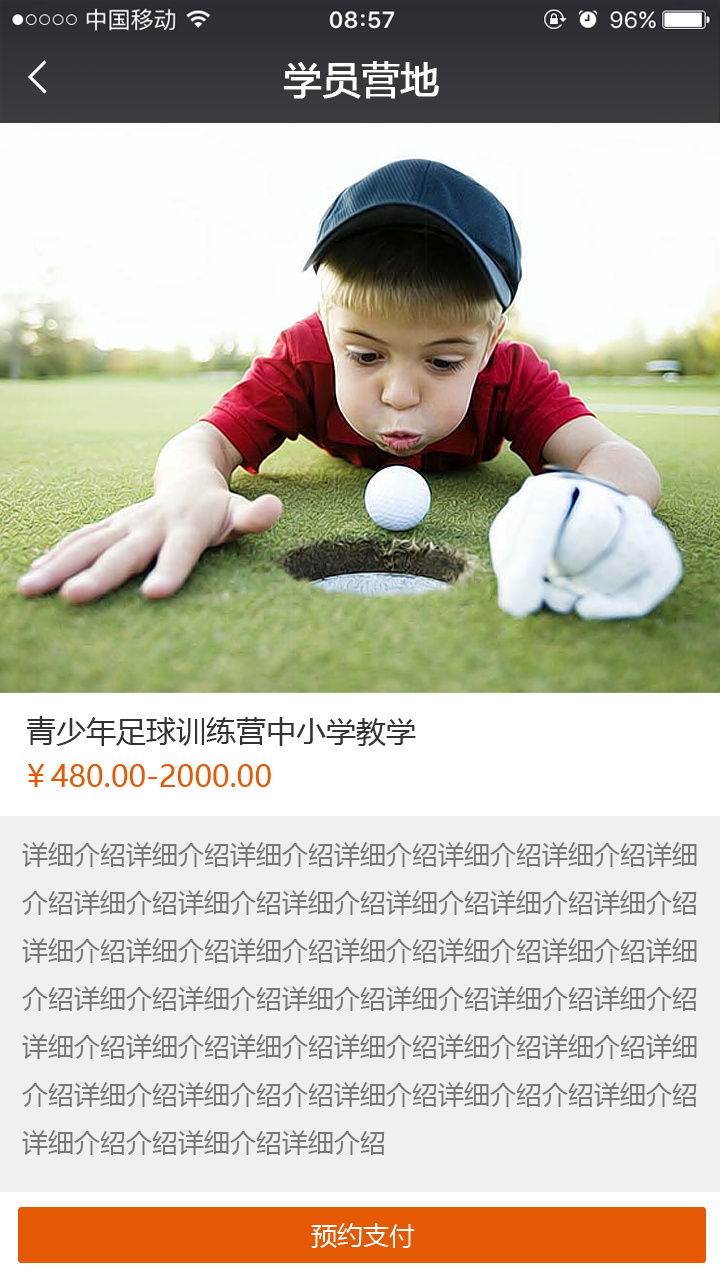 中国移动 08:57 96%
学员营地
青少年足球训练营中小学教学
￥480.00-2000.00
详细介绍详细介绍详细介绍详细介绍详细介绍详细介绍详细
介绍详细介绍详细介绍详细介绍详细介绍详细介绍详细介绍
详细介绍详细介绍详细介绍详细介绍详细介绍详细介绍详细
介绍详细介绍详细介绍详细介绍详细介绍详细介绍详细介绍
详细介绍详细介绍详细介绍详细介绍详细介绍详细介绍详细
介绍详细介绍详细介绍详细介绍详细介绍详细介绍介绍详细介绍
详细介绍介绍详细介绍详细介绍
预约支付